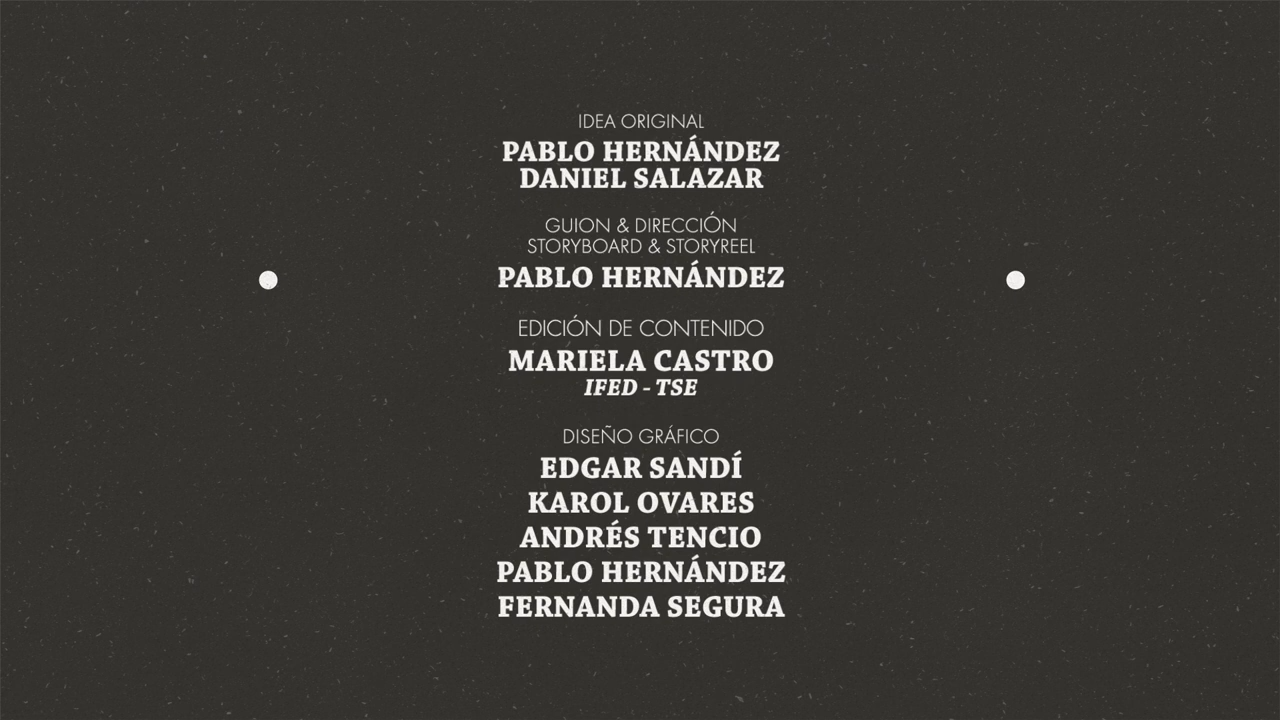 IDEA ORIGINAL
PABLO HERNÁNDEZ
DANIEL SALAZAR
GUION & DIRECCIÓN
STORYBOARD & STORYREEL
PABLO HERNÁNDEZ
EDICIÓN DE CONTENIDO
MARIELA CASTRO
IFED - TSE
DISEÑO GRÁFICO
EDGAR SANDÍ
KAROL OVARES
ANDRÉS TENCIO
PABLO HERNÁNDEZ
FERNANDA SEGURA